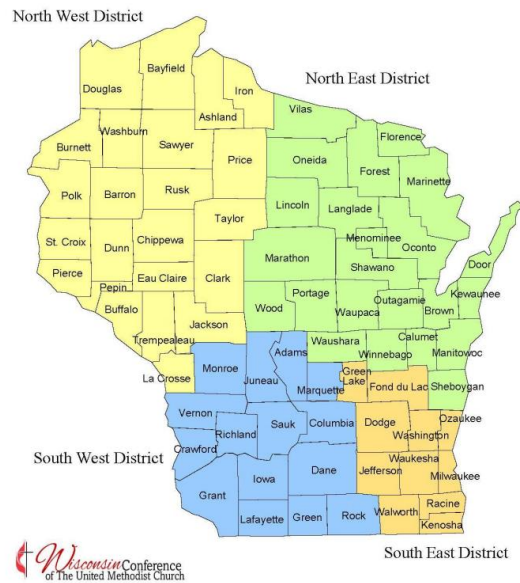 North West District
North East District
Bayfield
Douglas
Iron
Ashland
Vilas
Washburn
Florence
Burnett
Sawyer
Price
Oneida
Forest
Marinette
Polk
Barron
Rusk
Lincoln
Langlade
Taylor
Menominee
Oconto
St. Croix
Dunn
Chippewa
Marathon
Shawano
Door
Pierce
Eau Claire
Clark
Kewaunee
Pepin
Buffalo
Wood
Portage
Waupaca
Outagamie
Brown
Jackson
Trempealeau
Adams
Waushara
Calumet
Winnebago
Manitowoc
La Crosse
Monroe
Juneau
Marquette
Green
Lake
Fond du Lac
Sheboygan
Vernon
Sauk
Columbia
Dodge
Ozaukee
Richland
Washington
Crawford
South West District
Iowa
Dane
Jefferson
Waukesha
Milwaukee
Grant
Lafayette
Green
Rock
Walworth
Racine
Kenosha
South East District
Wisconsin Conference
of The United Methodist Church